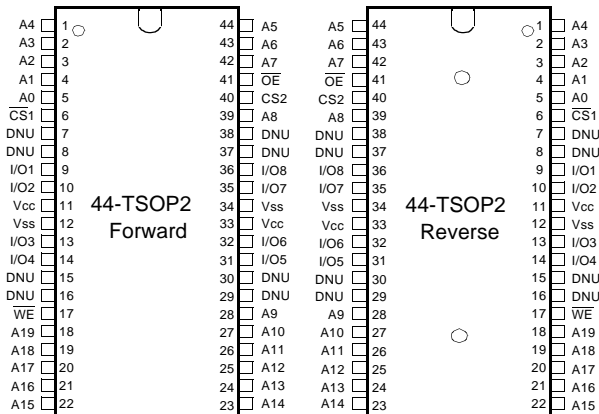 A4 1 44 A5 A5 44 1 A4
A3 2 43 A6 A6 43 2 A3
A2 3 42 A7 A7 42 3 A2
A1 4 41 OE OE 41 4 A1
A0 5 40 CS2 CS2 40 5 A0
CS1 6 39 A8 A8 39 6 CS1
DNU 7 38 DNU DNU 38 7 DNU
DNU 8 37 DNU DNU 37 8 DNU
I/O1 9 36 I/O8 I/O8 36 9 I/O1
I/O2 10 35 I/O7 I/O7 35 10 I/O2
Vcc 11 44-TSOP2 34 Vss Vss 34 44-TSOP2 11 Vcc
Vss 12 Forward 33 Vcc Vcc 33 Reverse 12 Vss
I/O3 13 32 I/O6 I/O6 32 13 I/O3
I/O4 14 31 I/O5 I/O5 31 14 I/O4
DNU 15 30 DNU DNU 30 15 DNU
DNU 16 29 DNU DNU 29 16 DNU
WE 17 28 A9 A9 28 17 WE
A19 18 27 A10 A10 27 18 A19
A18 19 26 A11 A11 26 19 A18
A17 20 25 A12 A12 25 20 A17
A16 21 24 A13 A13 24 21 A16
A15 22 23 A14 A14 23 22 A15